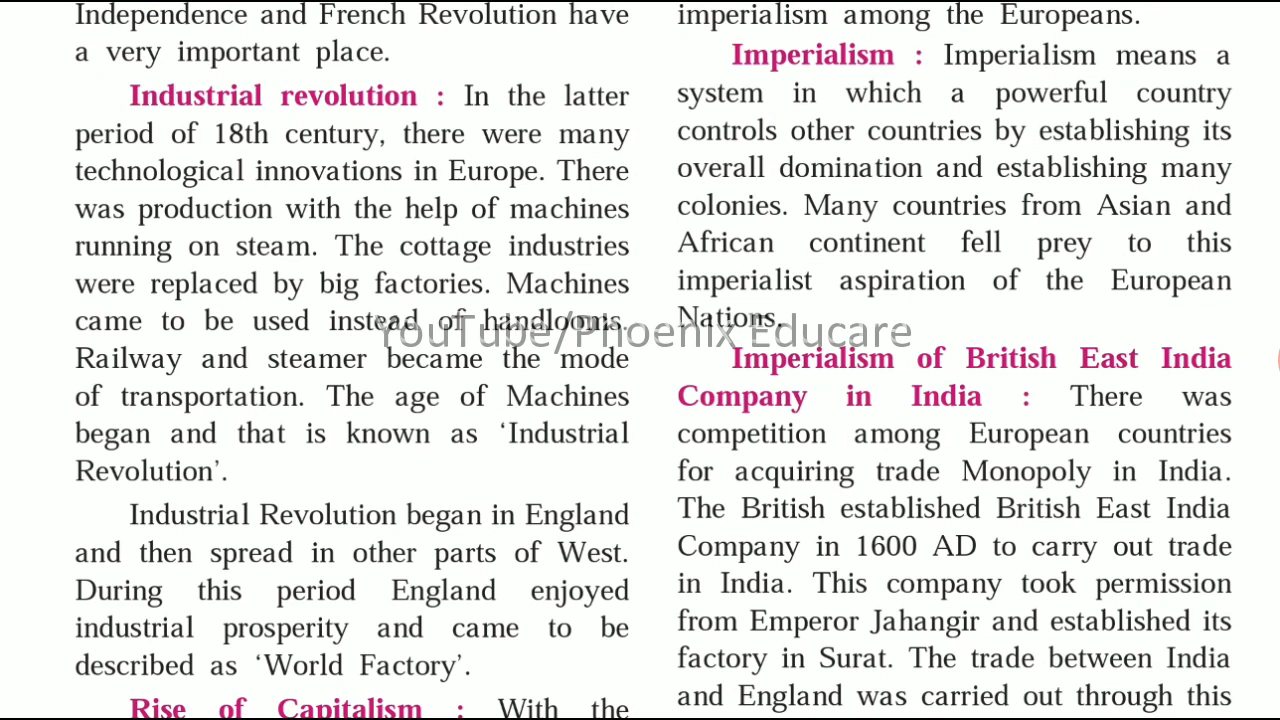 Independence and French Revolution have
a very important place.
Industrial revolution : In the latter
period of 18th century, there were many
technological innovations in Europe. There
was production with the help of machines
running on steam. The cottage industries
were replaced by big factories. Machines
came to be used instead of handlooms.
Railway and steamer became the mode
of transportation. The age of Machines
began and that is known as ‘Industrial
Revolution’.
Industrial Revolution began in England
and then spread in other parts of West.
During this period England enjoyed
industrial prosperity and came to be
described as ‘World Factory’.
Rise of Capitalism : With the
imperialism among the Europeans.
Imperialism : Imperialism means a
system in which a powerful country
controls other countries by establishing its
overall domination and establishing many
colonies. Many countries from Asian and
African continent fell prey to this
imperialist aspiration of the European
Nations.
Imperialism of British East India
Company in India : There was
competition among European countries
for acquiring trade Monopoly in India.
The British established British East India
Company in 1600 AD to carry out trade
in India. This company took permission
from Emperor Jahangir and established its
factory in Surat. The trade between India
and England was carried out through this
YouTube/Phoenix Educare